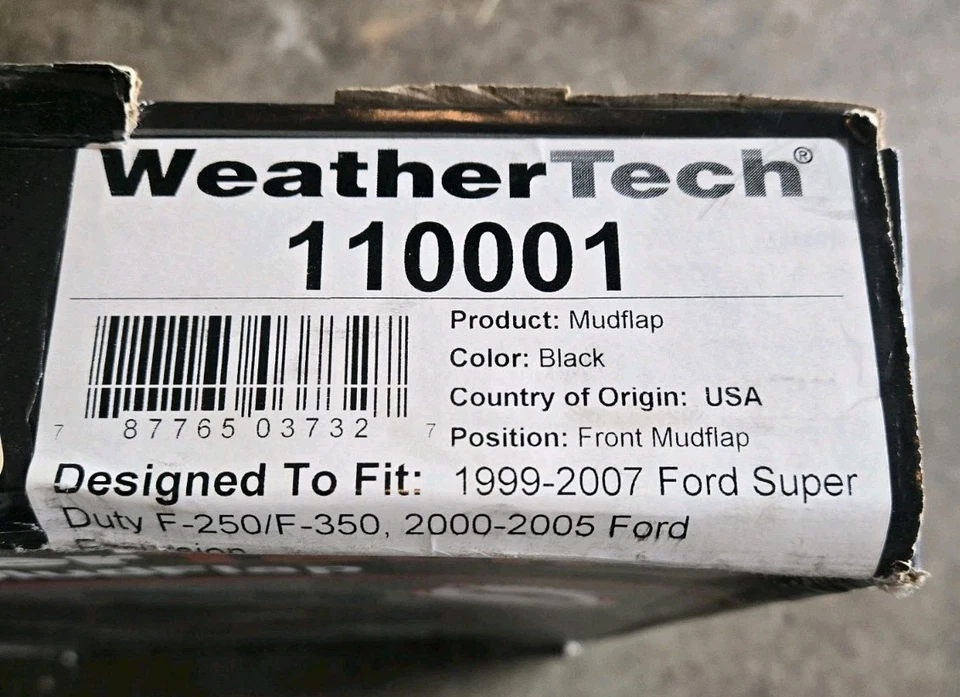 WeatherTech®
110001
Product: Mudflap
Color: Black
Country of Origin: USA
Position: Front Mudflap
7 87765 03732 7
Designed To Fit: 1999-2007 Ford Super
Duty F-250/F-350, 2000-2005 Ford